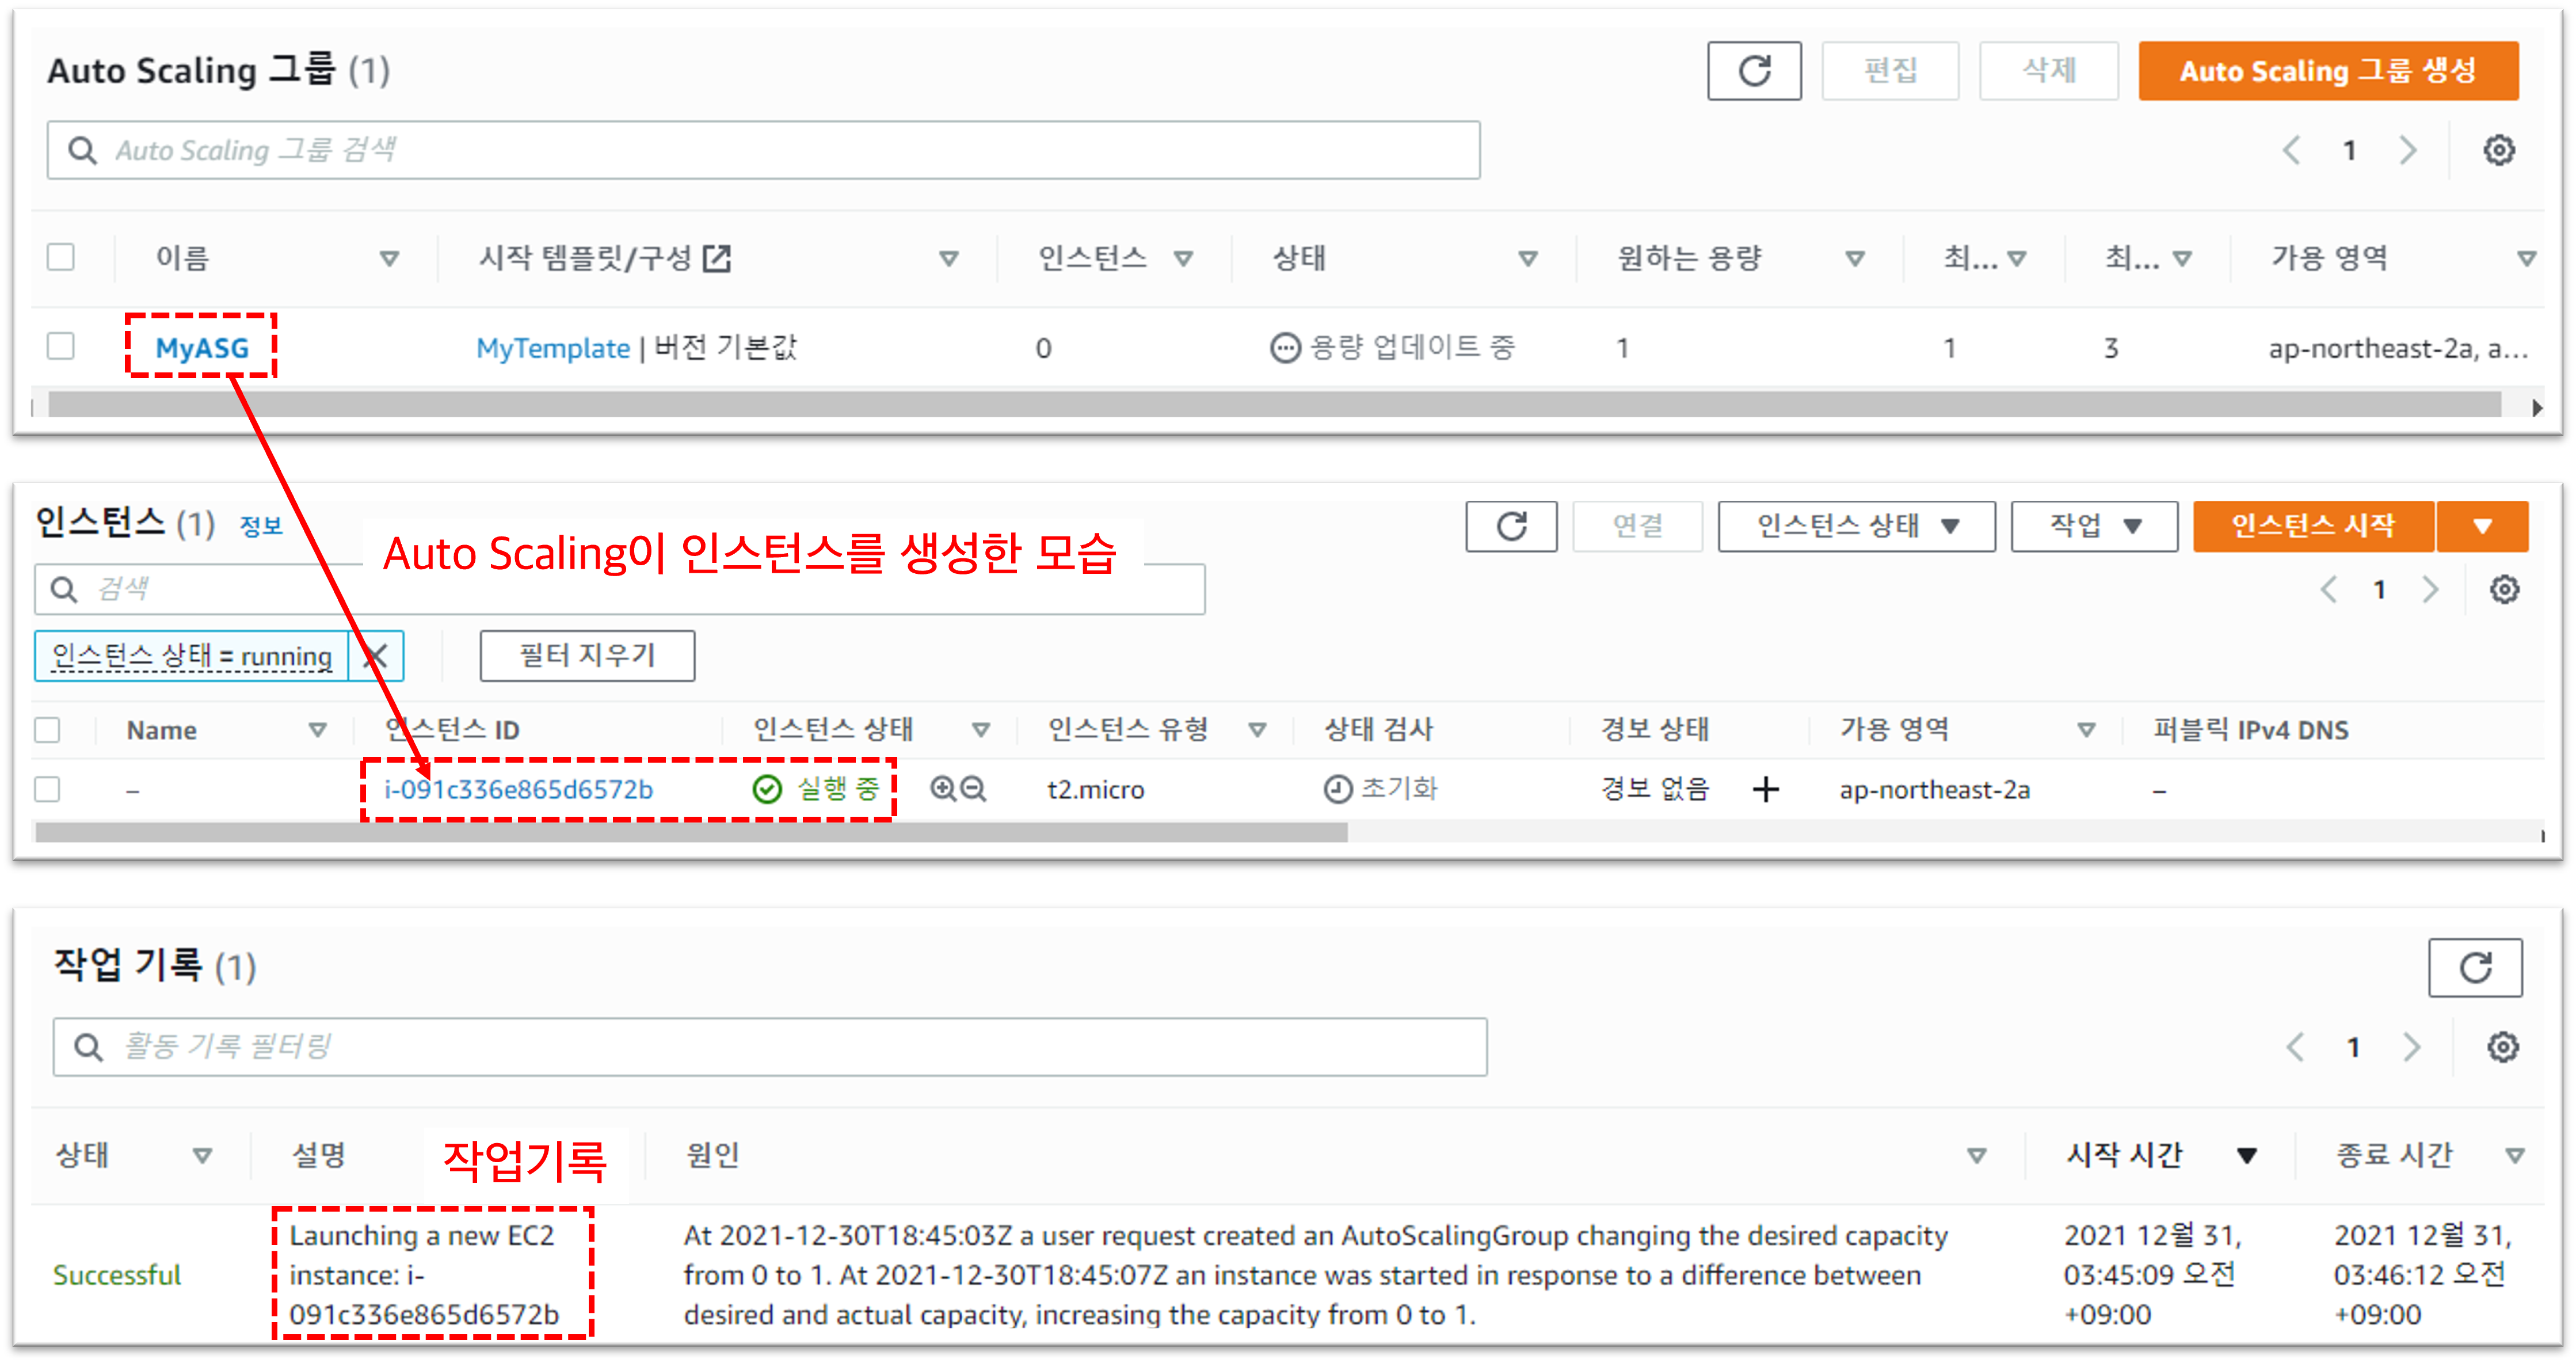 Auto Scaling 그룹 (1)
편집
삭제
Auto Scaling 그룹 생성
Auto Scaling 그룹 검색
1
이름
시작 템플릿/구성
인스턴스
상태
원하는 용량
최...
최...
가용 영역
MyASG
MyTemplate | 버전 기본값
0
용량 업데이트 중
1
1
3
ap-northeast-2a, a...
인스턴스 (1) 정보
연결
인스턴스 상태
작업
인스턴스 시작
Auto Scaling이 인스턴스를 생성한 모습
검색
1
인스턴스 상태 = running
필터 지우기
Name
인스턴스 ID
인스턴스 상태
인스턴스 유형
상태 검사
경보 상태
가용 영역
퍼블릭 IPv4 DNS
–
i-091c336e865d6572b
실행 중
t2.micro
초기화
경보 없음 +
ap-northeast-2a
–
작업 기록 (1)
활동 기록 필터링
1
상태
설명
작업기록
원인
시작 시간
종료 시간
Successful
Launching a new EC2
instance: i-
091c336e865d6572b
At 2021-12-30T18:45:03Z a user request created an AutoScalingGroup changing the desired capacity
from 0 to 1. At 2021-12-30T18:45:07Z an instance was started in response to a difference between
desired and actual capacity, increasing the capacity from 0 to 1.
2021 12월 31,
03:45:09 오전
+09:00
2021 12월 31,
03:46:12 오전
+09:00